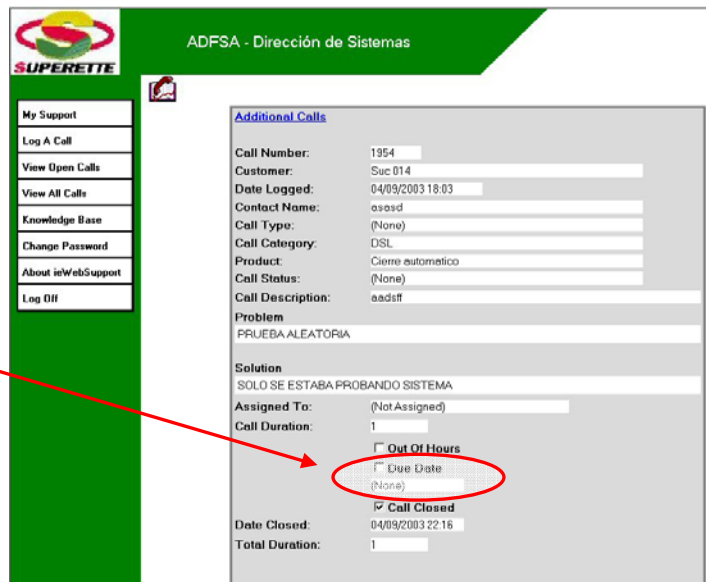 SUPERETTE
ADFSA - Dirección de Sistemas
My Support
Log A Call
View Open Calls
View All Calls
Knowledge Base
Change Password
About ieWebSupport
Log Off
Additional Calls
Call Number: 1954
Customer: Suc 014
Date Logged: 04/09/2003 18:03
Contact Name: asasd
Call Type: (None)
Call Category: DSL
Product: Cierre automatico
Call Status: (None)
Call Description: aadsff
Problem
PRUEBA ALEATORIA
Solution
SOLO SE ESTABA PROBANDO SISTEMA
Assigned To: (Not Assigned)
Call Duration: 1
Out Of Hours
Due Date
(None)
Call Closed
Date Closed: 04/09/2003 22:16
Total Duration: 1